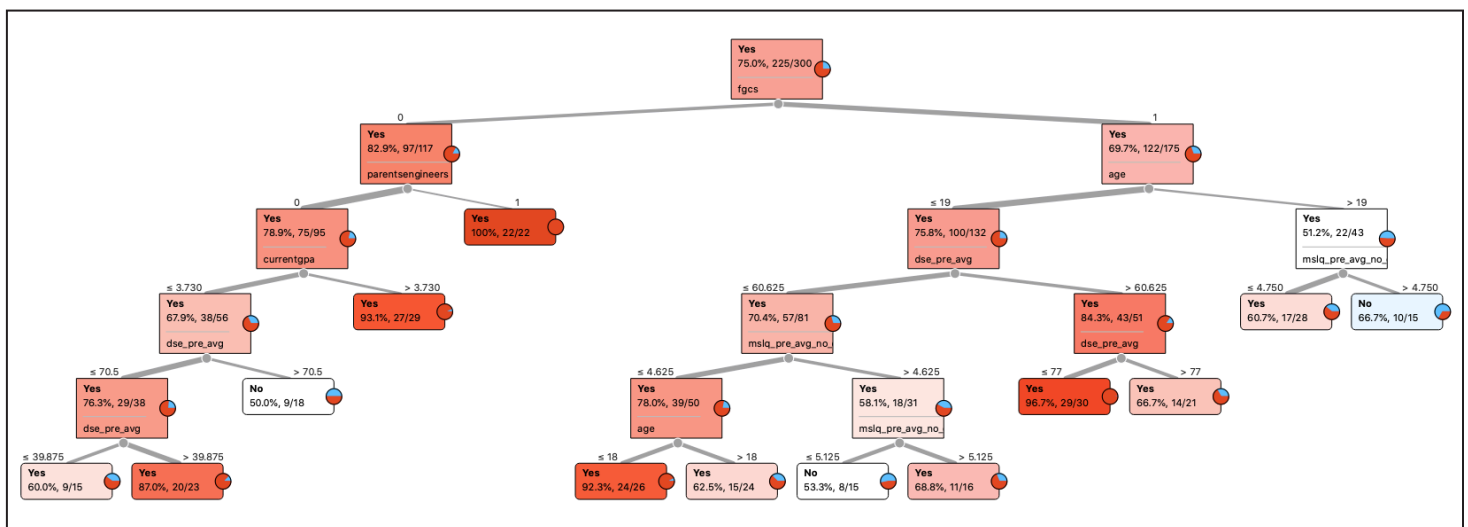 Yes
75.0%, 225/300
fgcs
0
1
Yes
82.9%, 97/117
parentsengineers
Yes
69.7%, 122/175
age
0
1
≤ 19
> 19
Yes
78.9%, 75/95
currentgpa
Yes
100%, 22/22
Yes
75.8%, 100/132
dse_pre_avg
Yes
51.2%, 22/43
mslq_pre_avg_no_
≤ 3.730
> 3.730
≤ 60.625
> 60.625
≤ 4.750
> 4.750
Yes
67.9%, 38/56
dse_pre_avg
Yes
93.1%, 27/29
Yes
70.4%, 57/81
mslq_pre_avg_no_
Yes
84.3%, 43/51
dse_pre_avg
Yes
60.7%, 17/28
No
66.7%, 10/15
≤ 70.5
> 70.5
≤ 4.625
> 4.625
≤ 77
> 77
Yes
76.3%, 29/38
dse_pre_avg
No
50.0%, 9/18
Yes
78.0%, 39/50
age
Yes
58.1%, 18/31
mslq_pre_avg_no_
Yes
96.7%, 29/30
Yes
66.7%, 14/21
≤ 39.875
> 39.875
≤ 18
> 18
≤ 5.125
> 5.125
Yes
60.0%, 9/15
Yes
87.0%, 20/23
Yes
92.3%, 24/26
Yes
62.5%, 15/24
No
53.3%, 8/15
Yes
68.8%, 11/16